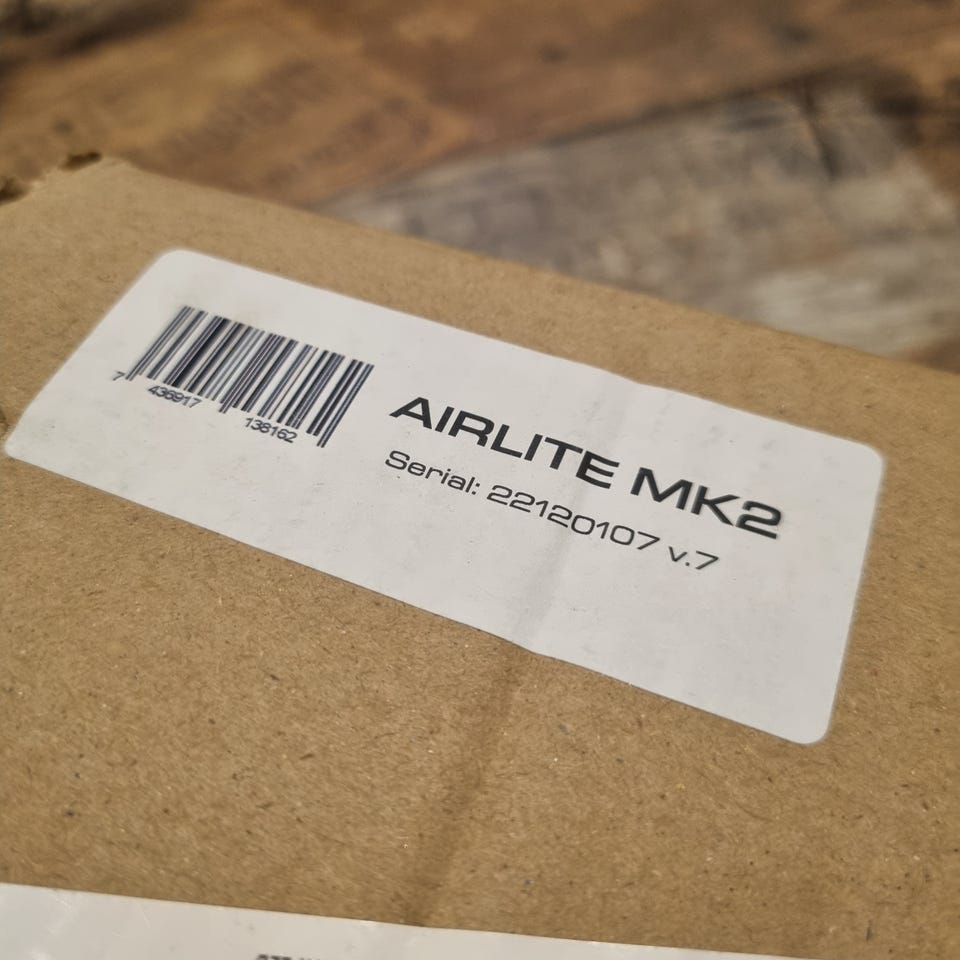 7 436917 138162
AIRLITE MK2
Serial: 22120107 v.7